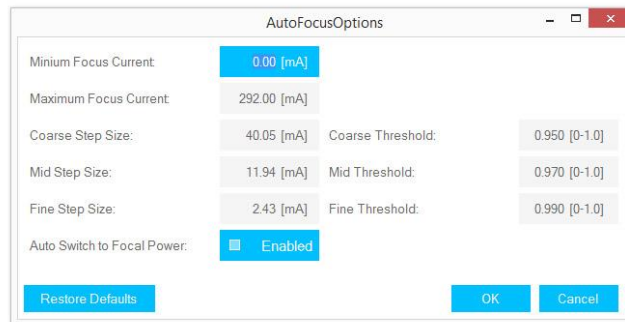 AutoFocusOptions
Minium Focus Current: 0.00 [mA]
Maximum Focus Current: 292.00 [mA]
Coarse Step Size: 40.05 [mA] Coarse Threshold: 0.950 [0-1.0]
Mid Step Size: 11.94 [mA] Mid Threshold: 0.970 [0-1.0]
Fine Step Size: 2.43 [mA] Fine Threshold: 0.990 [0-1.0]
Auto Switch to Focal Power: Enabled
Restore Defaults OK Cancel